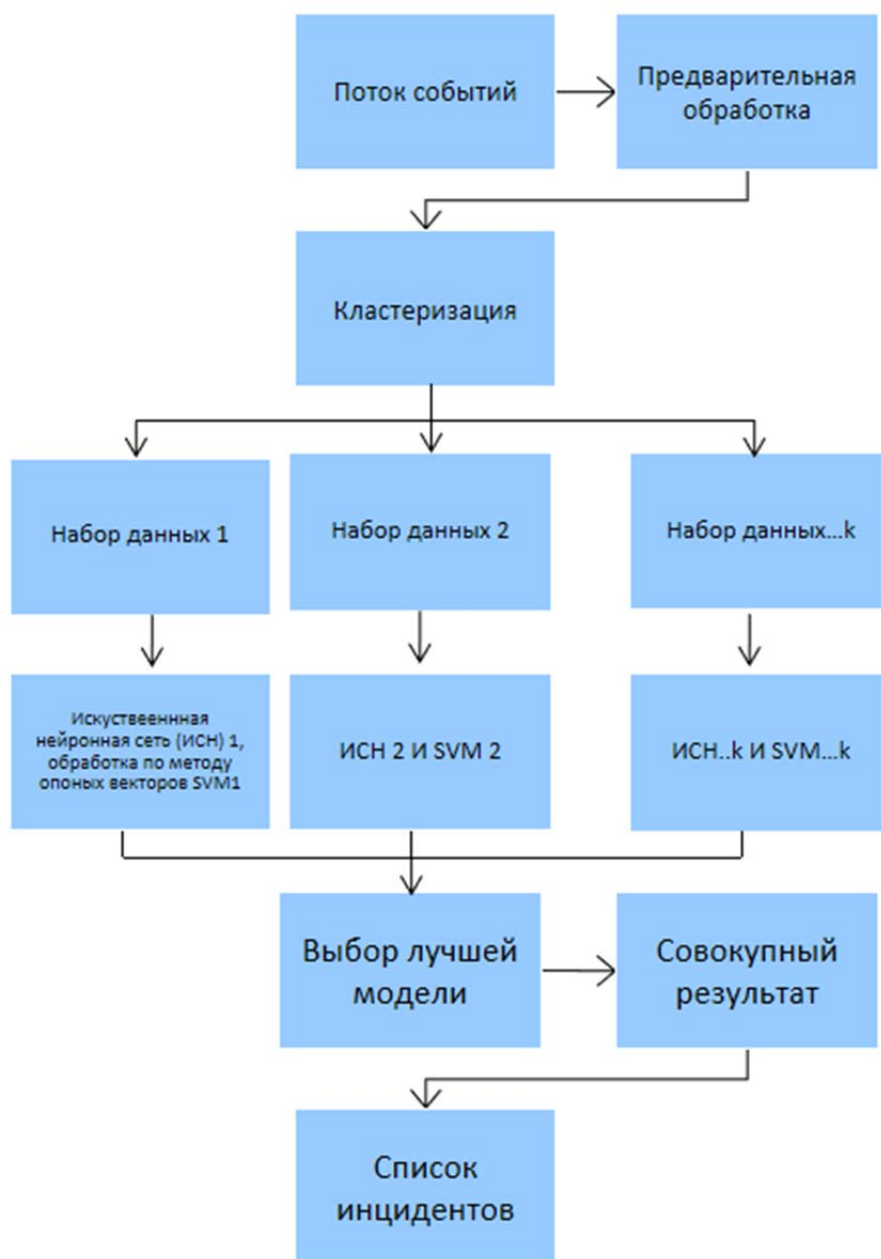 Поток событий
Предварительная
обработка
Кластеризация
Набор данных 1
Набор данных 2
Набор данных...k
Искуствеennная
нейронная сеть (ИСН) 1,
обработка по методу
опоных векторов SVM1
ИСН 2 И SVM 2
ИСН..k И SVM...k
Выбор лучшей
модели
Совокупный
результат
Список
инцидентов